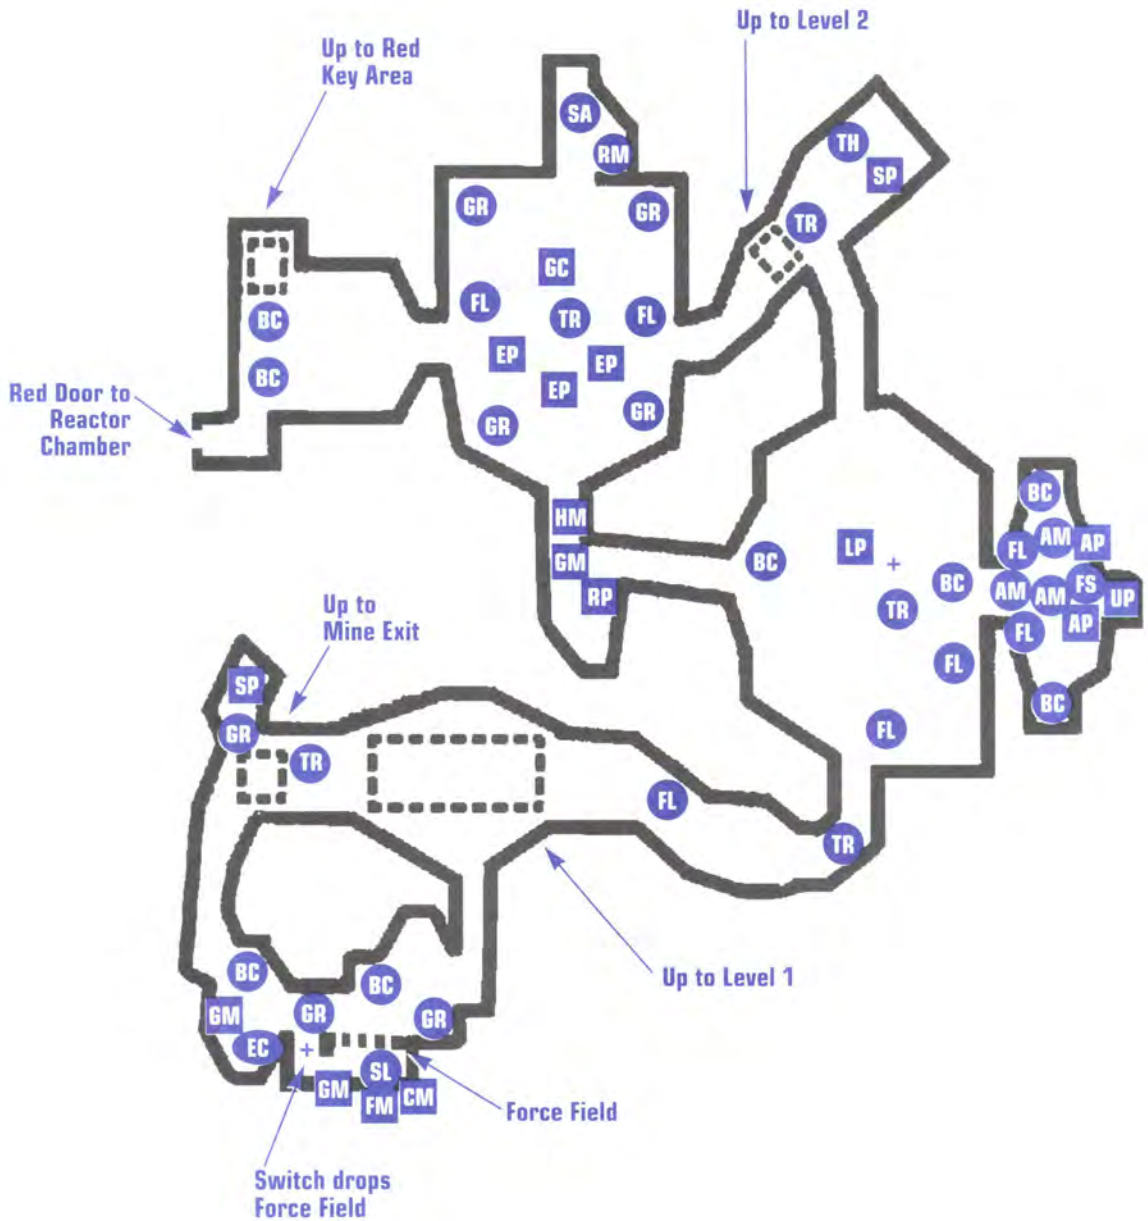 Up to Level 2
Up to Red
Key Area
SA
TH
RM
SP
GR
GR
TR
GC
FL
TR
FL
BC
EP
EP
BC
EP
Red Door to
Reactor
Chamber
GR
GR
BC
HM
AM
AP
LP
FL
GM
BC
BC
FS
AM
AM
UP
RP
TR
AP
Up to
Mine Exit
FL
FL
SP
BC
GR
FL
TR
FL
TR
BC
BC
Up to Level 1
GM
GR
GR
EC
SL
GM
FM
CM
Force Field
Switch drops
Force Field